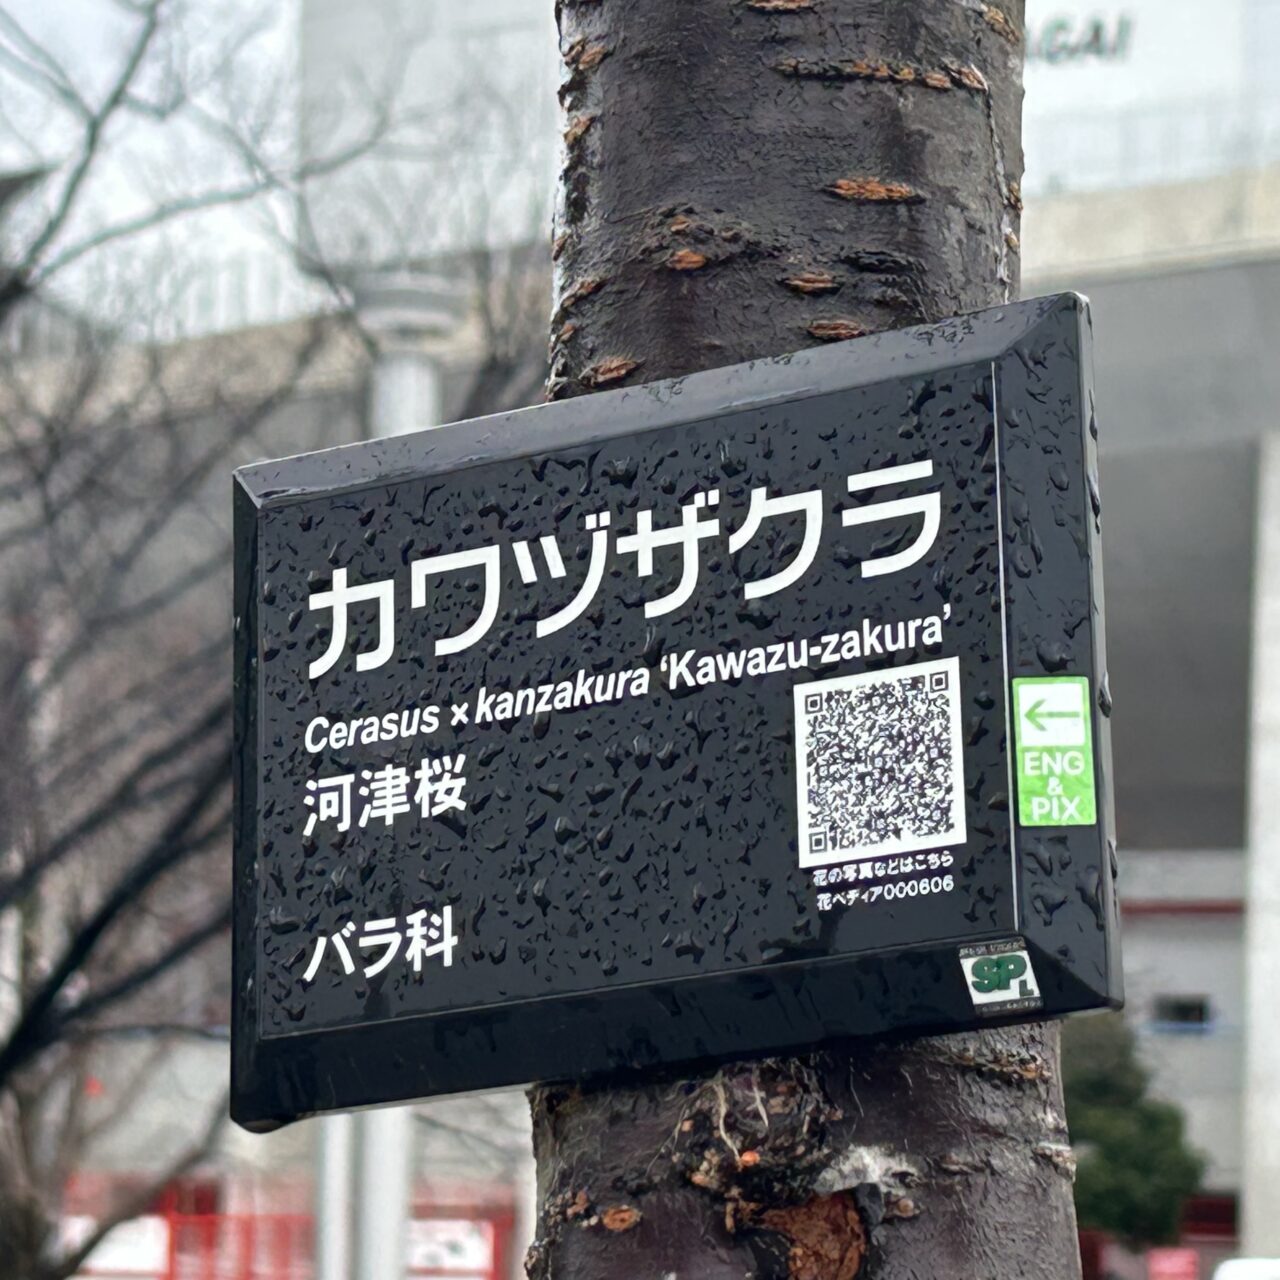 カワヅザクラ
Cerasus × kanzakura ‘Kawazu-zakura’
河津桜
バラ科
花の写真などはこちら
花ペディア000606
←
ENG
&
PIX
SPL